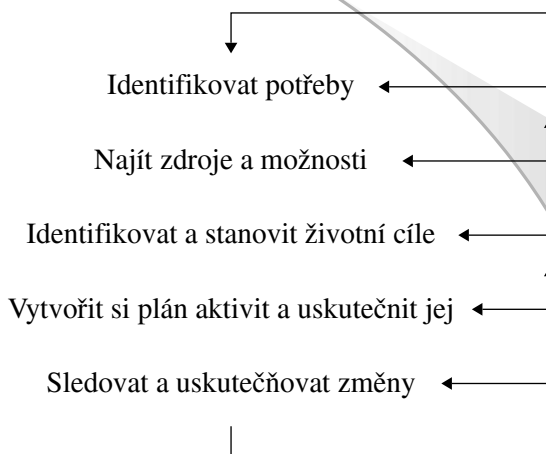 Identifikovat potřeby
Najít zdroje a možnosti
Identifikovat a stanovit životní cíle
Vytvořit si plán aktivit a uskutečnit jej
Sledovat a uskutečňovat změny